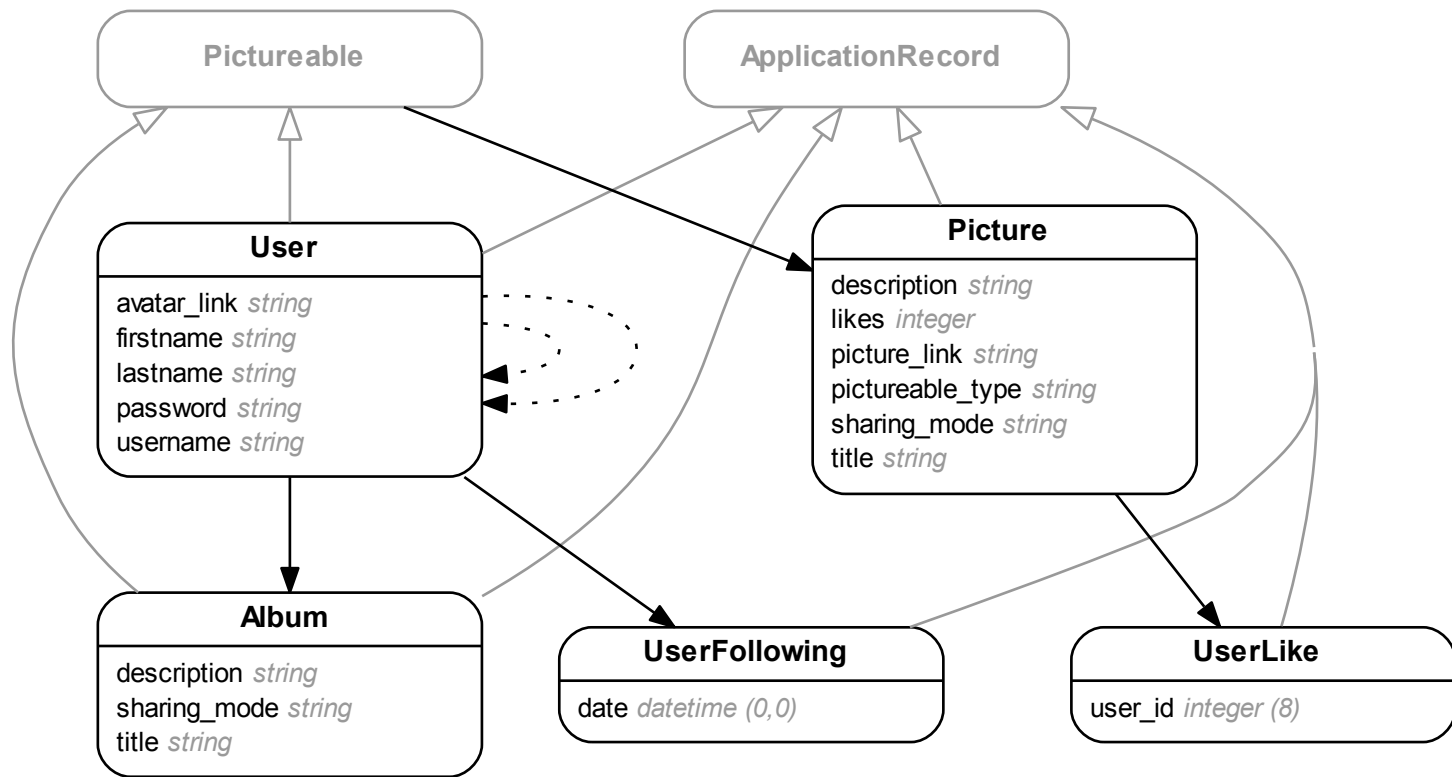 Pictureable
ApplicationRecord
User
avatar_link string
firstname string
lastname string
password string
username string
Picture
description string
likes integer
picture_link string
pictureable_type string
sharing_mode string
title string
Album
description string
sharing_mode string
title string
UserFollowing
date datetime (0,0)
UserLike
user_id integer (8)